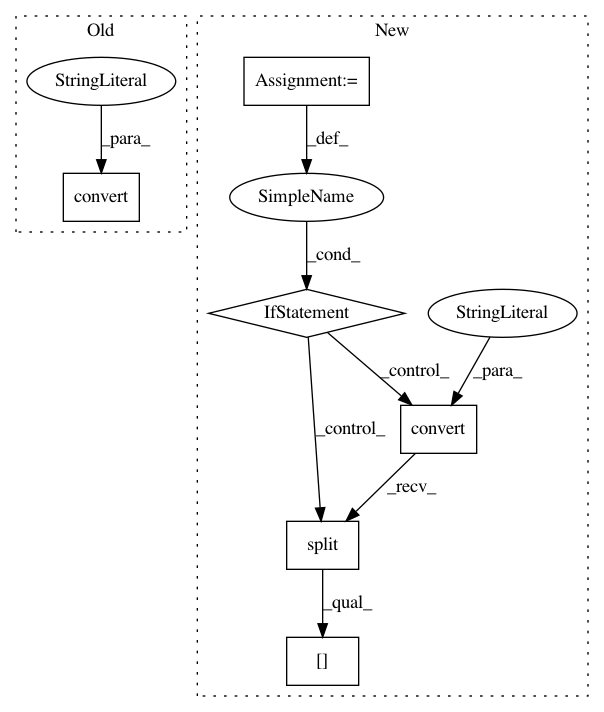 Old
New
StringLiteral
Assignment:=
_para_
_def_
convert
SimpleName
_cond_
IfStatement
StringLiteral
_control_
_para_
_control_
convert
_recv_
split
_qual_
[]